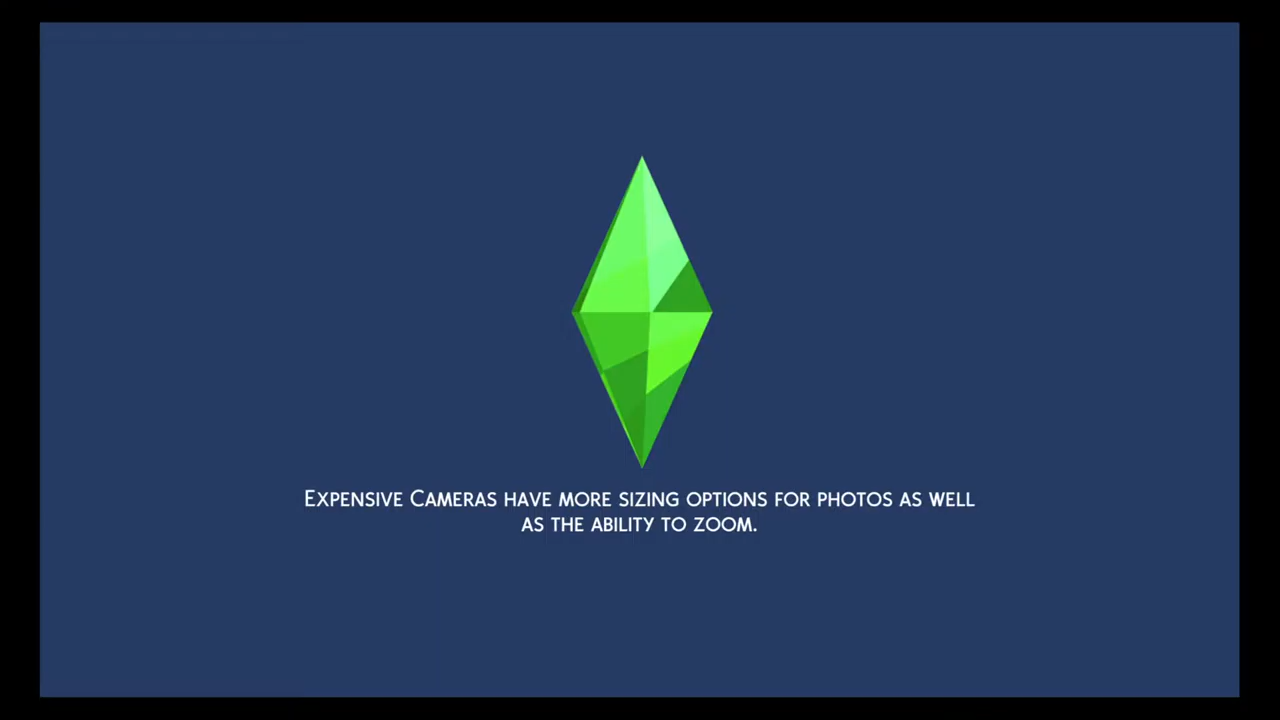 Expensive Cameras have more sizing options for photos as well
as the ability to zoom.